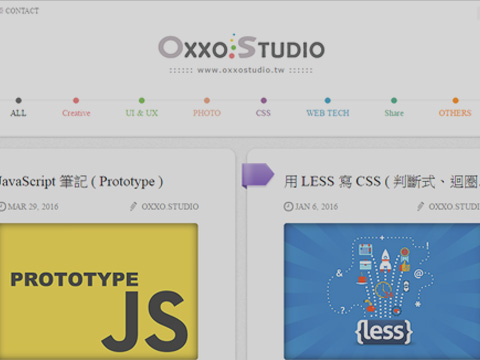 CONTACT
OXXO.STUDIO
:::::: www.oxxostudio.tw ::::::
ALL Creative UI & UX PHOTO CSS WEB TECH Share OTHERS
JavaScript 筆記 ( Prototype )
MAR 29, 2016 OXXO.STUDIO
PROTOTYPE
JS
用 LESS 寫 CSS ( 判斷式、迴圈
JAN 6, 2016 OXXO.STUD
{less}